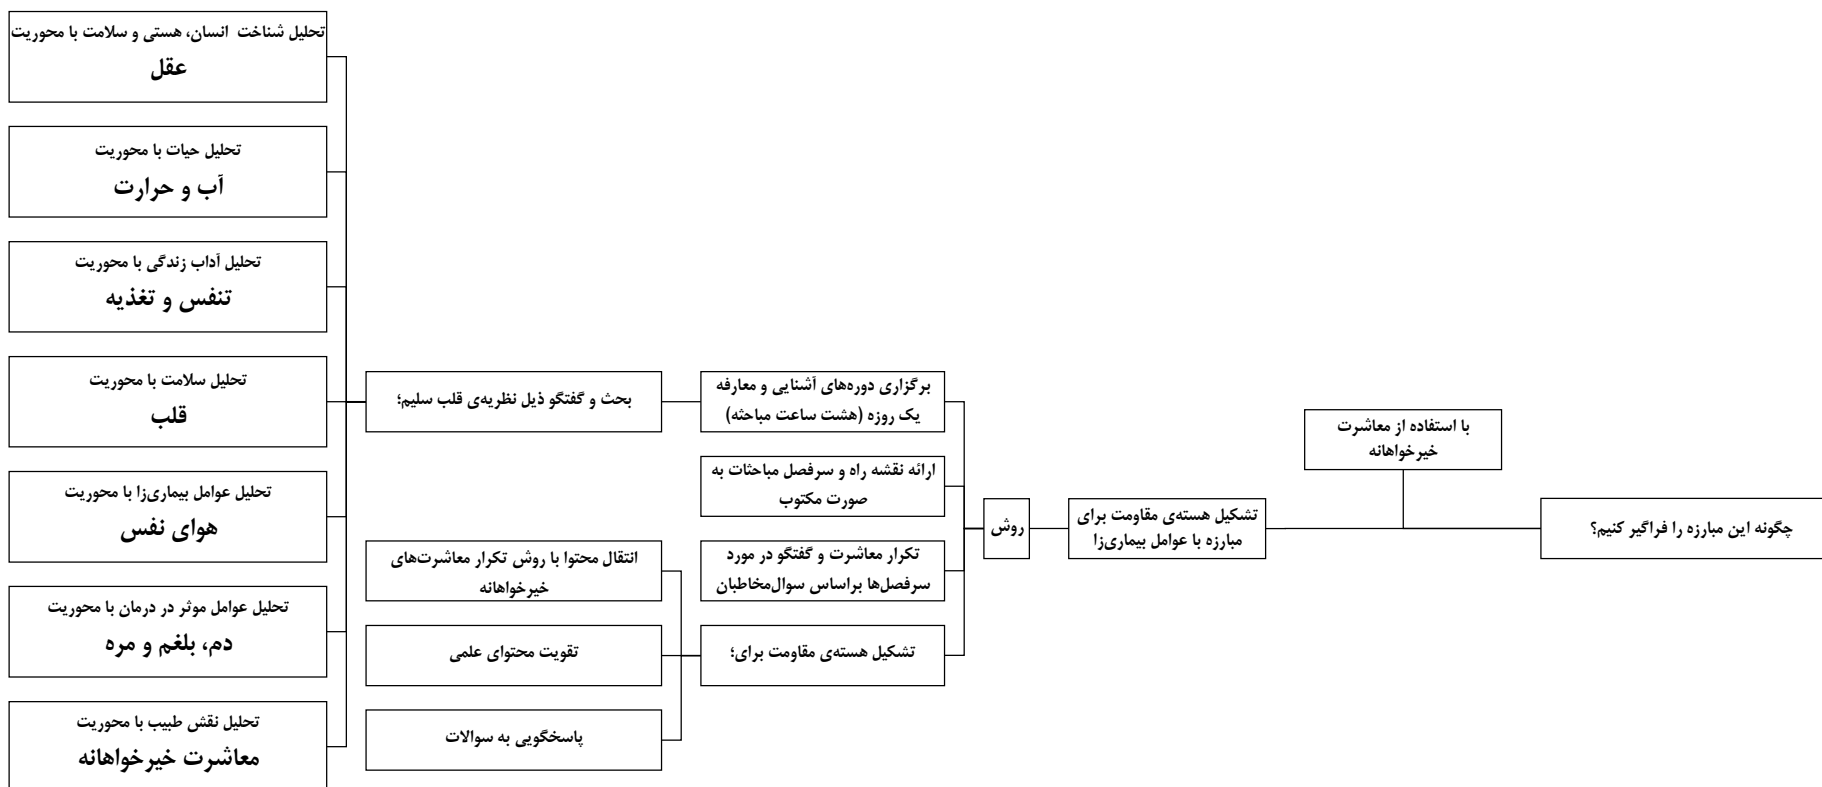 چگونه این مبارزه را فراگیر کنیم؟
با استفاده از معاشرت
خیرخواهانه
تشکیل هسته‌ی مقاومت برای
مبارزه با عوامل بیماری‌زا
روش
برگزاری دوره‌های آشنایی و معارفه
یک روزه (هشت ساعت مباحثه)
ارائه نقشه راه و سرفصل مباحثات به
صورت مکتوب
تکرار معاشرت و گفتگو در مورد
سرفصل‌ها براساس سوال‌مخاطبان
تشکیل هسته‌ی مقاومت برای؛
بحث و گفتگو ذیل نظریه‌ی قلب سلیم؛
انتقال محتوا با روش تکرار معاشرت‌های
خیرخواهانه
تقویت محتوای علمی
پاسخگویی به سوالات
تحلیل شناخت انسان، هستی و سلامت با محوریت
عقل
تحلیل حیات با محوریت
آب و حرارت
تحلیل آداب زندگی با محوریت
تنفس و تغذیه
تحلیل سلامت با محوریت
قلب
تحلیل عوامل بیماری‌زا با محوریت
هوای نفس
تحلیل عوامل موثر در درمان با محوریت
دم، بلغم و مره
تحلیل نقش طبیب با محوریت
معاشرت خیرخواهانه